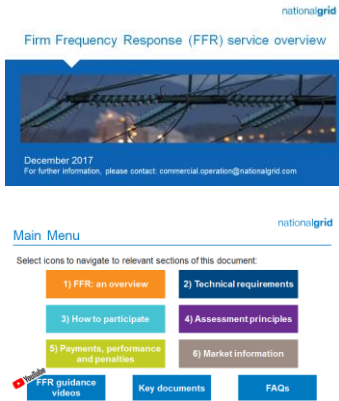 nationalgrid
Firm Frequency Response (FFR) service overview
December 2017
For further information, please contact: commercial.operation@nationalgrid.com
nationalgrid
Main Menu
Select icons to navigate to relevant sections of this document:
1) FFR: an overview
2) Technical requirements
3) How to participate
4) Assessment principles
5) Payments, performance
and penalties
6) Market information
YouTube
FFR guidance
videos
Key documents
FAQs